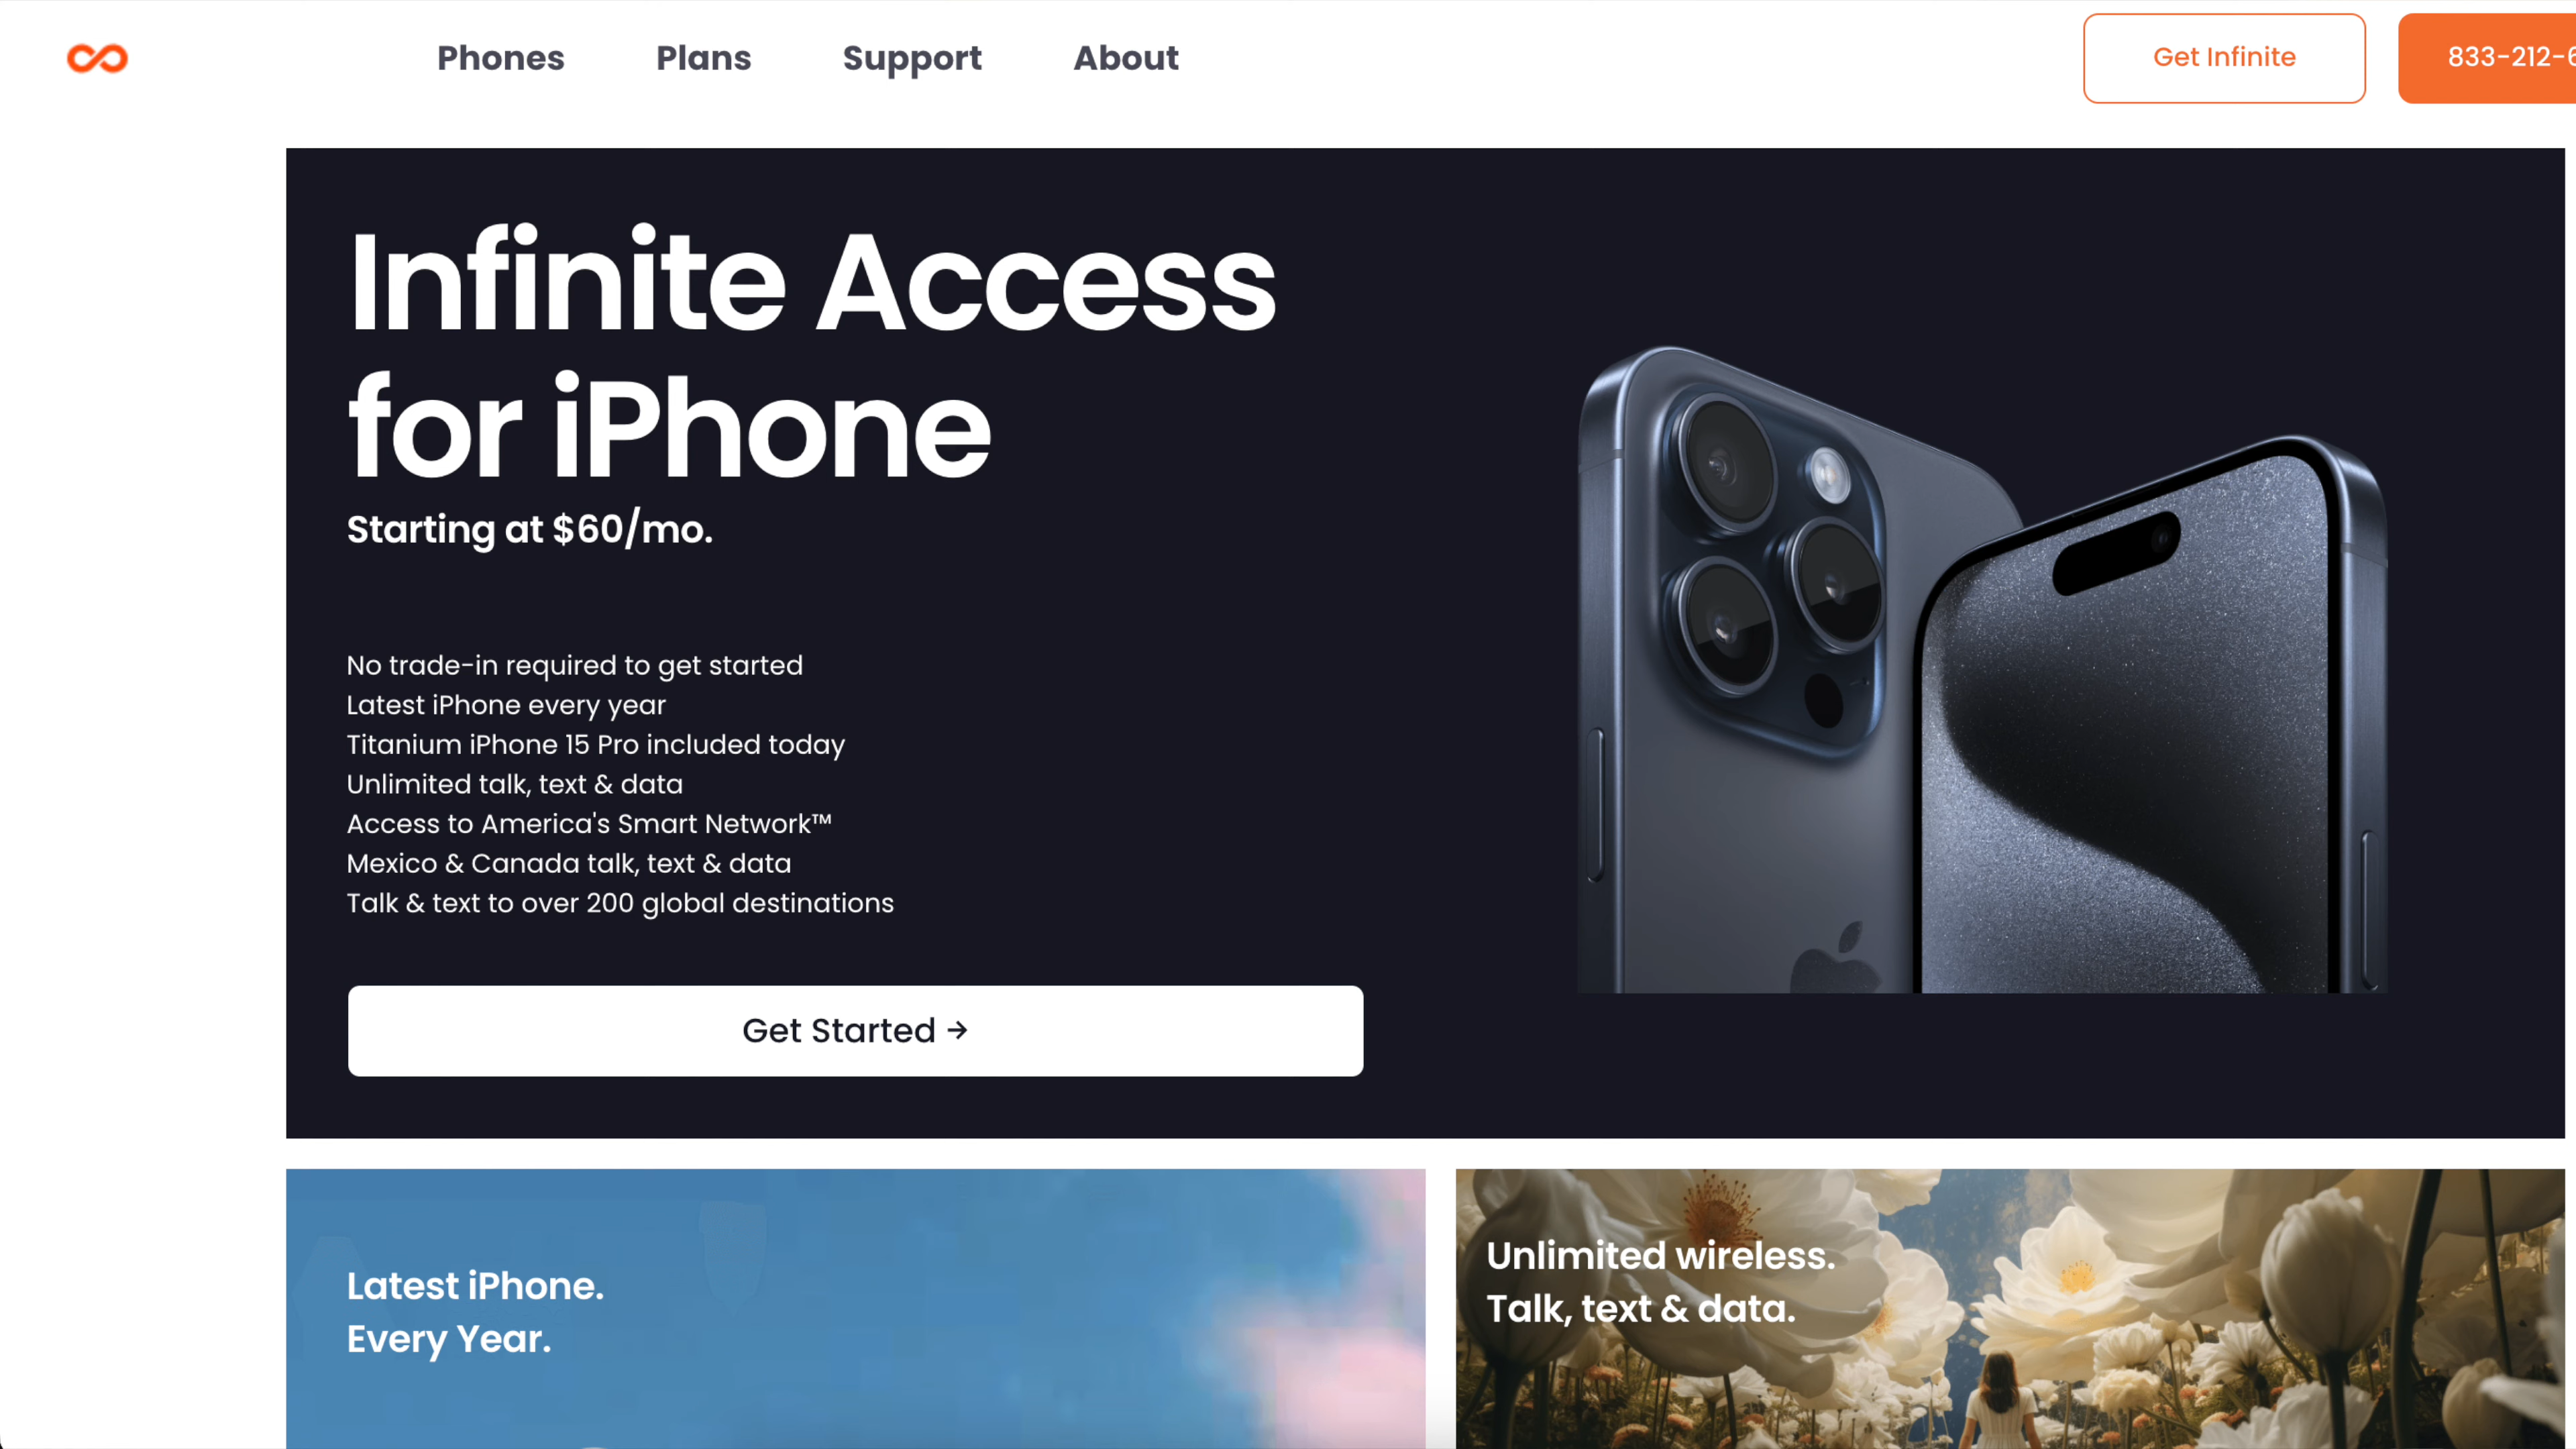 Phones
Plans
Support
About
Get Infinite
833-212-6
Infinite Access
for iPhone
Starting at $60/mo.
No trade-in required to get started
Latest iPhone every year
Titanium iPhone 15 Pro included today
Unlimited talk, text & data
Access to America's Smart Network™
Mexico & Canada talk, text & data
Talk & text to over 200 global destinations
Get Started →
Latest iPhone.
Every Year.
Unlimited wireless.
Talk, text & data.